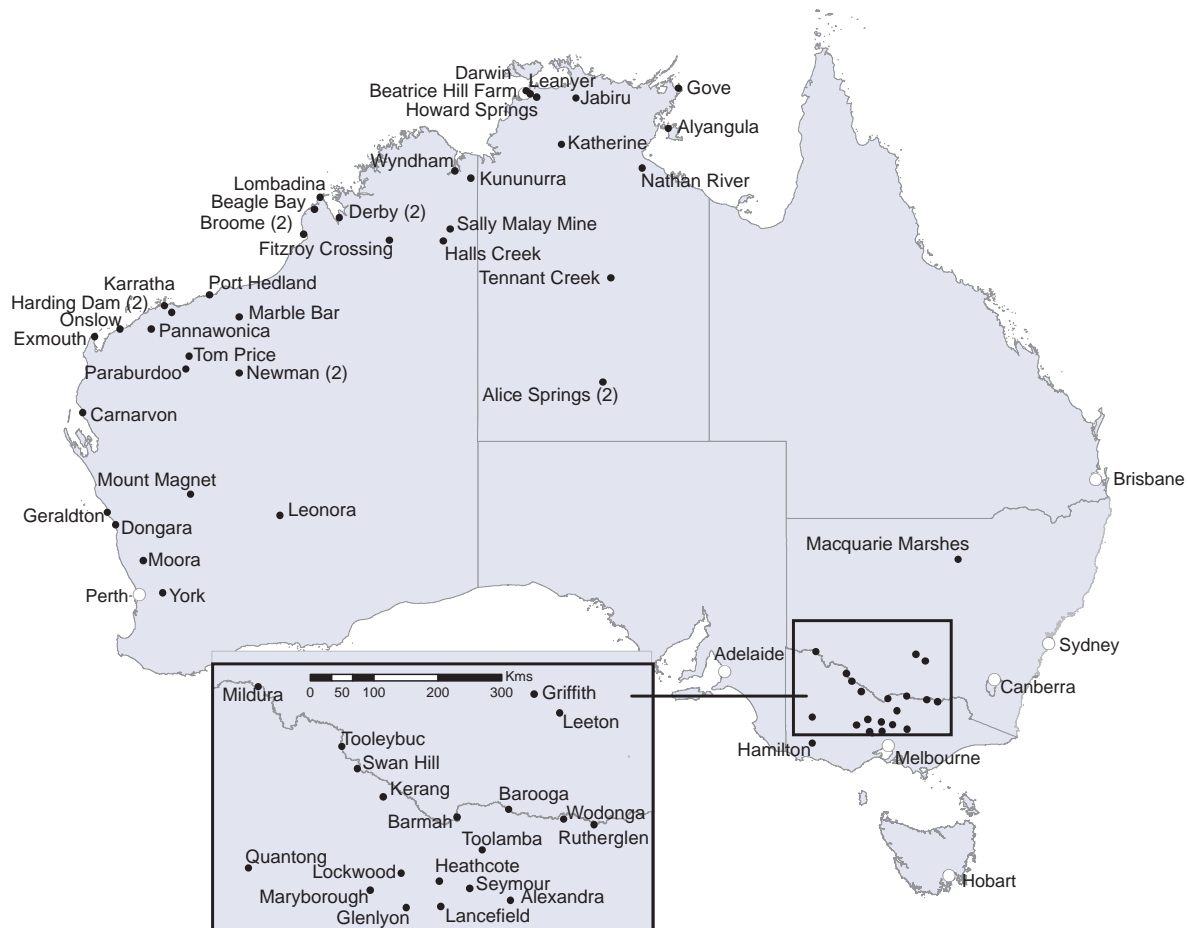 Darwin
Leanyer
Beatrice Hill Farm
Jabiru
Howard Springs
Gove
Alyangula
Katherine
Wyndham
Kununurra
Nathan River
Lombadina
Beagle Bay
Derby (2)
Broome (2)
Sally Malay Mine
Fitzroy Crossing
Halls Creek
Tennant Creek
Karratha
Port Hedland
Harding Dam (2)
Marble Bar
Onslow
Pannawonica
Exmouth
Tom Price
Paraburdoo
Newman (2)
Alice Springs (2)
Carnarvon
Mount Magnet
Brisbane
Leonora
Geraldton
Dongara
Macquarie Marshes
Moora
Perth
York
Adelaide
Sydney
Canberra
Hamilton
Melbourne
Hobart
0 50 100 200 300 Kms
Mildura
Griffith
Leeton
Tooleybuc
Swan Hill
Kerang
Barooga
Barmah
Wodonga
Rutherglen
Toolamba
Quantong
Lockwood
Heathcote
Maryborough
Seymour
Alexandra
Glenlyon
Lancefield